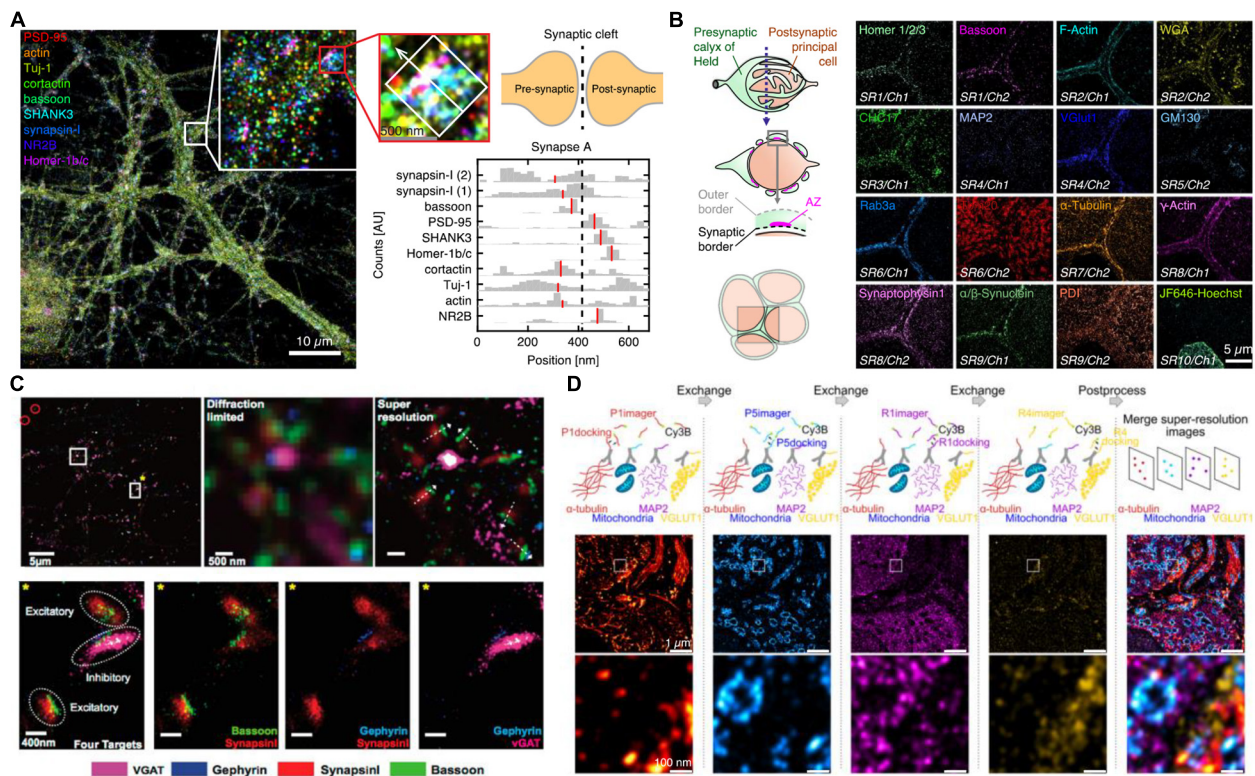 A
PSD-95
actin
Tuj-1
cortactin
bassoon
SHANK3
synapsin-I
NR2B
Homer-1b/c
10 µm
500 nm
Synaptic cleft
Pre-synaptic
Post-synaptic
Synapse A
Counts [AU]
synapsin-I (2)
synapsin-I (1)
bassoon
PSD-95
SHANK3
Homer-1b/c
cortactin
Tuj-1
actin
NR2B
0 200 400 600
Position [nm]
B
Presynaptic
calyx of
Held
Postsynaptic
principal
cell
Outer
border
AZ
Synaptic
border
Homer 1/2/3
SR1/Ch1
Bassoon
SR1/Ch2
F-Actin
SR2/Ch1
WGA
SR2/Ch2
CHC17
SR3/Ch1
MAP2
SR4/Ch1
VGlut1
SR4/Ch2
GM130
SR5/Ch2
Rab3a
SR6/Ch1
SR6/Ch2
α-Tubulin
SR7/Ch2
γ-Actin
SR8/Ch1
Synaptophysin1
SR8/Ch2
α/β-Synuclein
SR9/Ch1
PDI
SR9/Ch2
JF646-Hoechst
SR10/Ch1
5 µm
C
5µm
Diffraction
limited
500 nm
Super
resolution
*
*
Excitatory
Inhibitory
Excitatory
400nm
Four Targets
*
Bassoon
SynapsinI
*
Gephyrin
SynapsinI
*
Gephyrin
vGAT
VGAT
Gephyrin
SynapsinI
Bassoon
D
Exchange
Exchange
Exchange
Postprocess
P1imager
P1docking
Cy3B
α-tubulin
MAP2
Mitochondria
VGLUT1
P5imager
Cy3B
P5docking
α-tubulin
MAP2
Mitochondria
VGLUT1
R1imager
Cy3B
R1docking
α-tubulin
MAP2
Mitochondria
VGLUT1
R4imager
Cy3B
R4
docking
α-tubulin
MAP2
Mitochondria
VGLUT1
Merge super-resolution
images
1 µm
100 nm